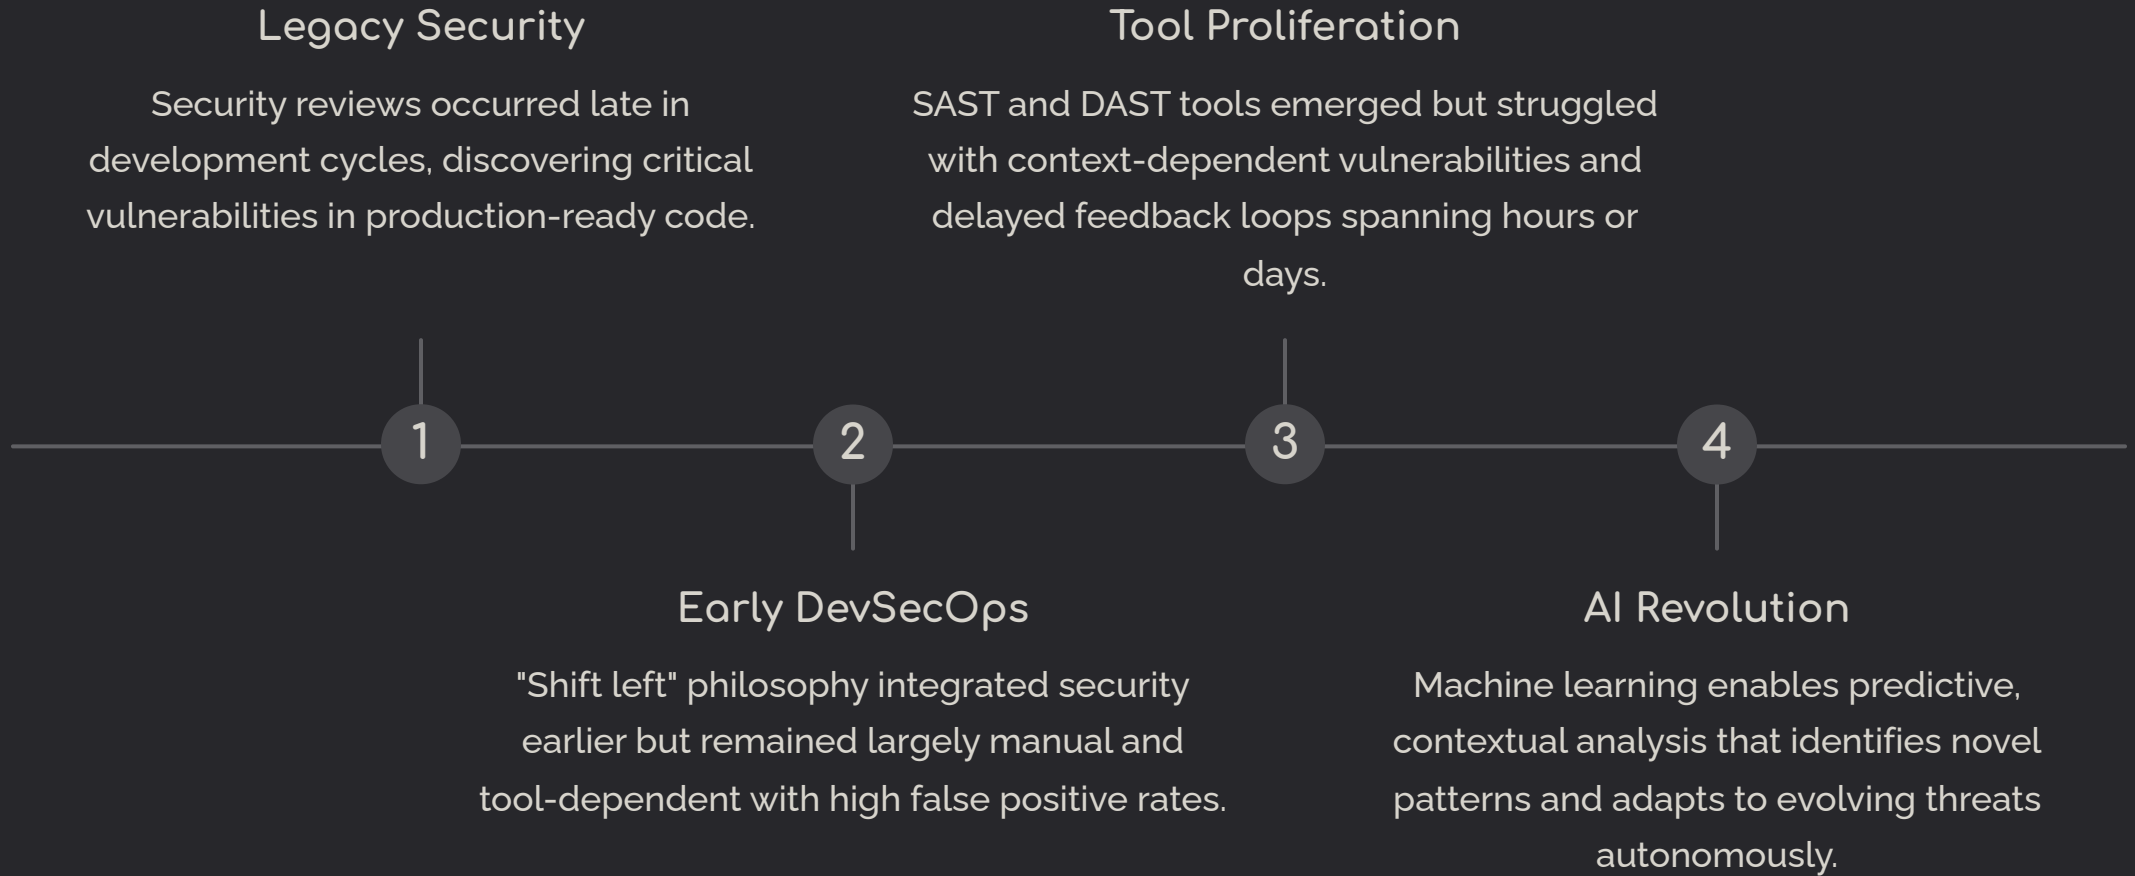 Legacy Security
Security reviews occurred late in
development cycles, discovering critical
vulnerabilities in production-ready code.
Tool Proliferation
SAST and DAST tools emerged but struggled
with context-dependent vulnerabilities and
delayed feedback loops spanning hours or
days.
1
2
3
4
Early DevSecOps
"Shift left" philosophy integrated security
earlier but remained largely manual and
tool-dependent with high false positive rates.
AI Revolution
Machine learning enables predictive,
contextual analysis that identifies novel
patterns and adapts to evolving threats
autonomously.